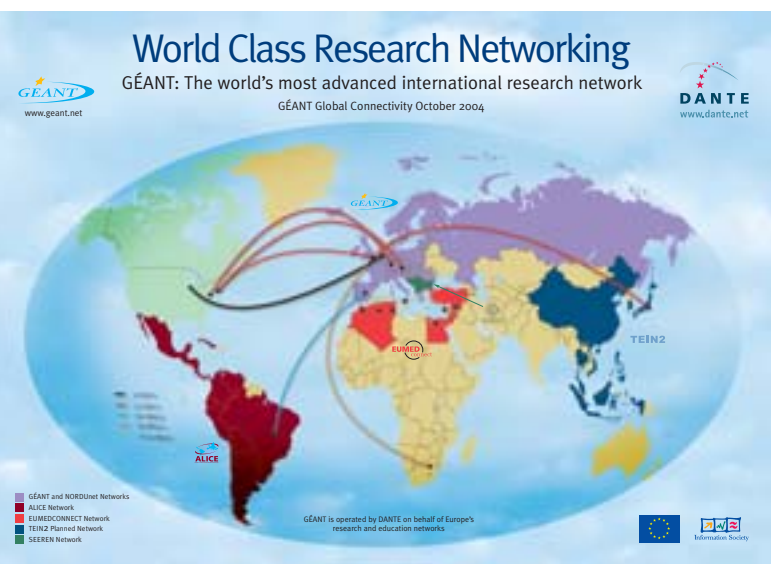 World Class Research Networking
GÉANT: The world's most advanced international research network
GÉANT Global Connectivity October 2004
GÉANT
www.geant.net
DANTE
www.dante.net
GÉANT
EUMED
connect
TEIN2
ALICE
GÉANT and NORDUnet Networks
ALICE Network
EUMEDCONNECT Network
TEIN2 Planned Network
SEEREN Network
GÉANT is operated by DANTE on behalf of Europe's
research and education networks
Information Society